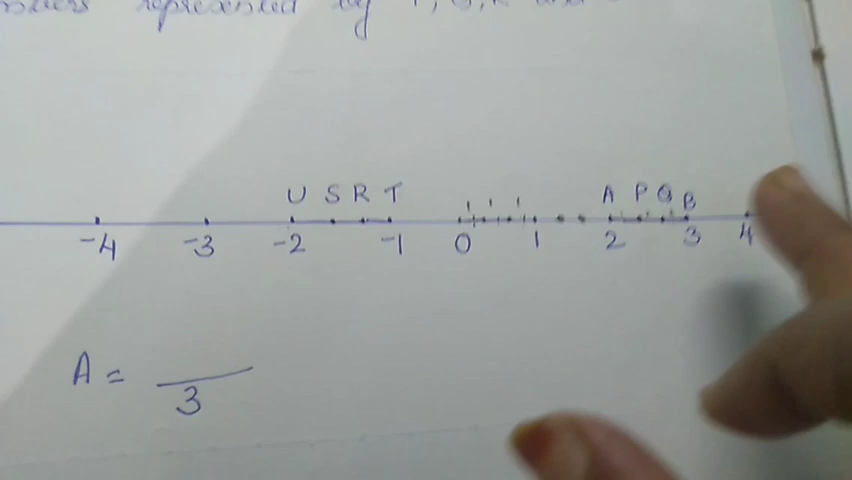 represented by
U S R T A P Q B
-4 -3 -2 -1 0 1 2 3 4
A = 
3